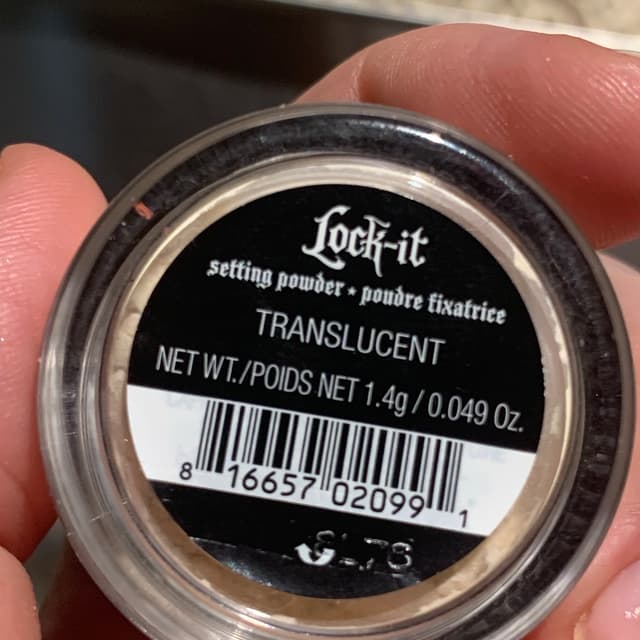 Lock-it
setting powder ★ poudre fixatrice
TRANSLUCENT
NET WT./POIDS NET 1.4g / 0.049 Oz.
8 16657 02099 1